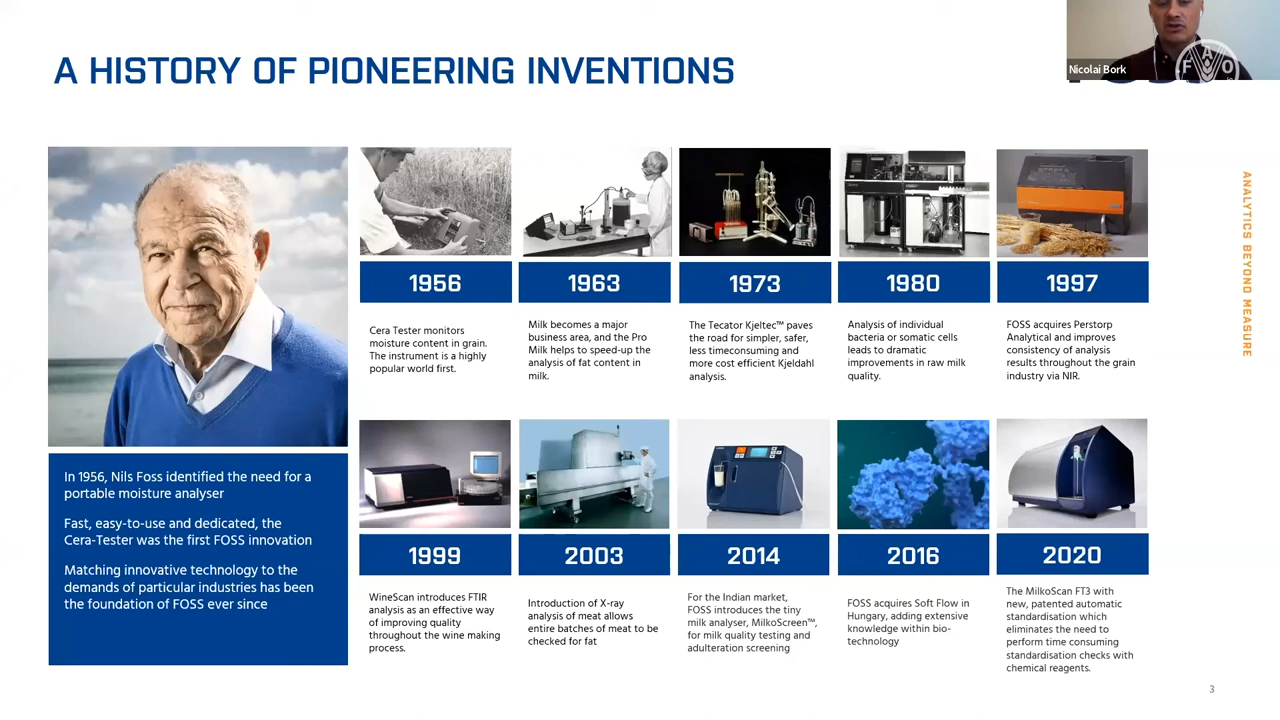 A HISTORY OF PIONEERING INVENTIONS
Nicolai Bork
F A O
ANALYTICS BEYOND MEASURE
1956
1963
1973
1980
1997
Cera Tester monitors
moisture content in grain.
The instrument is a highly
popular world first.
Milk becomes a major
business area, and the Pro
Milk helps to speed-up the
analysis of fat content in
milk.
The Tecator Kjeltec™ paves
the road for simpler, safer,
less timeconsuming and
more cost efficient Kjeldahl
analysis.
Analysis of individual
bacteria or somatic cells
leads to dramatic
improvements in raw milk
quality.
FOSS acquires Perstorp
Analytical and improves
consistency of analysis
results throughout the grain
industry via NIR.
In 1956, Nils Foss identified the need for a
portable moisture analyser
Fast, easy-to-use and dedicated, the
Cera-Tester was the first FOSS innovation
Matching innovative technology to the
demands of particular industries has been
the foundation of FOSS ever since
1999
2003
2014
2016
2020
WineScan introduces FTIR
analysis as an effective way
of improving quality
throughout the wine making
process.
Introduction of X-ray
analysis of meat allows
entire batches of meat to be
checked for fat
For the Indian market,
FOSS introduces the tiny
milk analyser, MilkoScreen™,
for milk quality testing and
adulteration screening
FOSS acquires Soft Flow in
Hungary, adding extensive
knowledge within bio-
technology
The MilkoScan FT3 with
new, patented automatic
standardisation which
eliminates the need to
perform time consuming
standardisation checks with
chemical reagents.
3